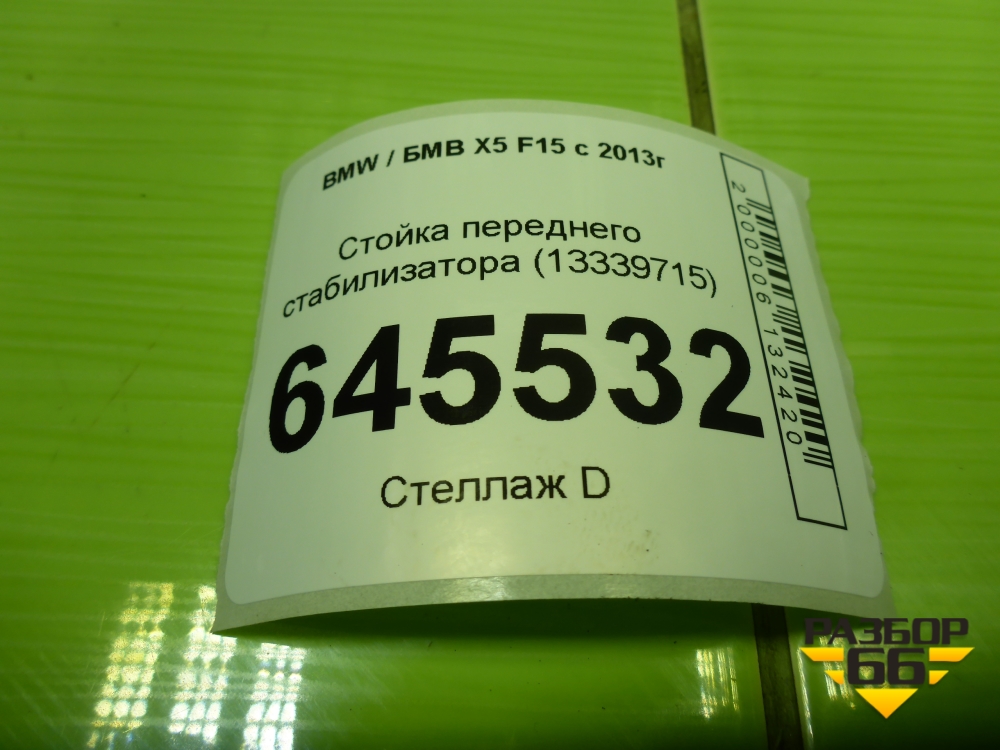 BMW / БМВ X5 F15 с 2013г
Стойка переднего
стабилизатора (13339715)
645532
Стеллаж D
2000006132420
РАЗБОР
66